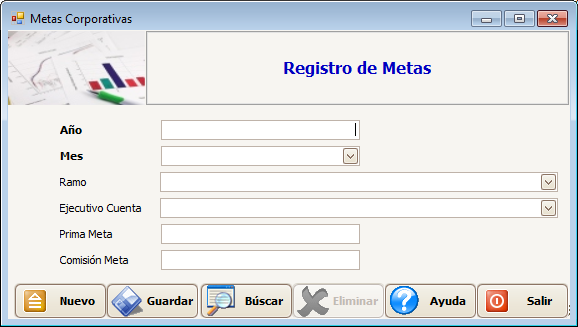 Metas Corporativas
Registro de Metas
Año
Mes
Ramo
Ejecutivo Cuenta
Prima Meta
Comisión Meta
Nuevo Guardar Búscar Eliminar Ayuda Salir